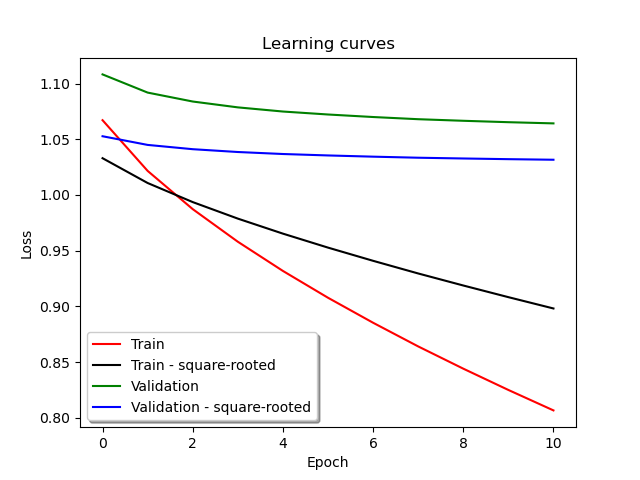 Learning curves
Loss
1.10
1.05
1.00
0.95
0.90
0.85
0.80
Train
Train - square-rooted
Validation
Validation - square-rooted
0 2 4 6 8 10
Epoch